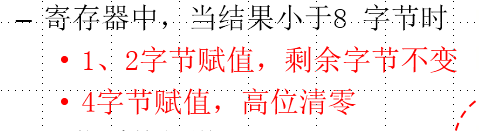 – 寄存器中，当结果小于8 字节时
• 1、2字节赋值，剩余字节不变
• 4字节赋值，高位清零